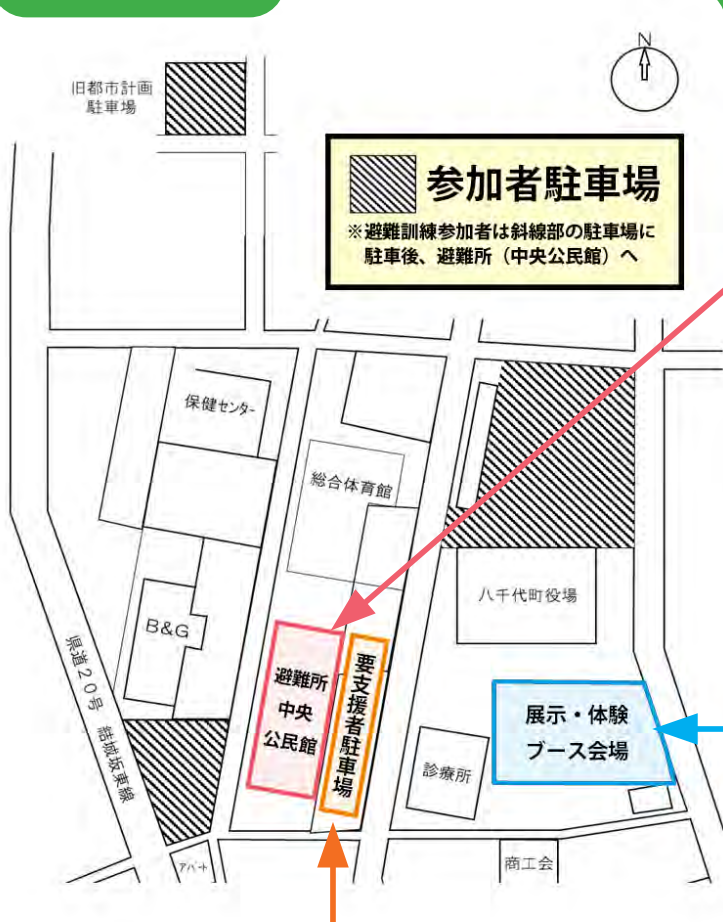 N
旧都市計画
駐車場
参加者駐車場
※避難訓練参加者は斜線部の駐車場に
駐車後、避難所（中央公民館）へ
保健センター
総合体育館
八千代町役場
B&G
避難所
中央
公民館
要支援者駐車場
展示・体験
ブース会場
県道20号 結城坂東線
診療所
アパート
商工会